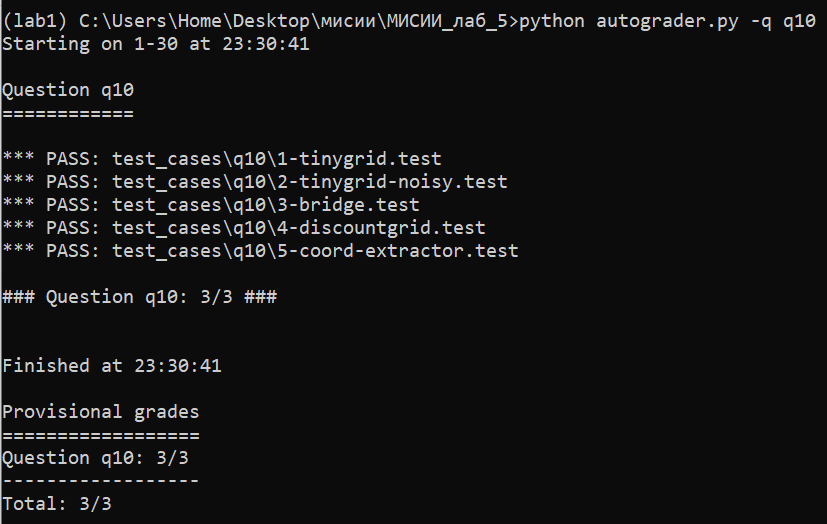 (lab1) C:\Users\Home\Desktop\мисии\МИСИИ_лаб_5>python autograder.py -q q10
Starting on 1-30 at 23:30:41
Question q10
============
*** PASS: test_cases\q10\1-tinygrid.test
*** PASS: test_cases\q10\2-tinygrid-noisy.test
*** PASS: test_cases\q10\3-bridge.test
*** PASS: test_cases\q10\4-discountgrid.test
*** PASS: test_cases\q10\5-coord-extractor.test
### Question q10: 3/3 ###
Finished at 23:30:41
Provisional grades
==================
Question q10: 3/3
------------------
Total: 3/3